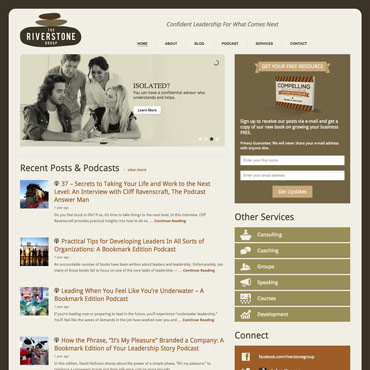 THE
RIVERSTONE
GROUP
Confident Leadership For What Comes Next
HOME
ABOUT
BLOG
PODCAST
SERVICES
CONTACT
ISOLATED?
You can have a confidential advisor who
understands and helps.
Learn More
GET YOUR FREE RESOURCE
COMPELLING
Sign up to receive our posts via e-mail and get a
copy of our new book on growing your business
FREE.
Privacy Guarantee: We will never share your e-mail address
with anyone else.
Enter your first name
Enter your email address
Get Updates
Recent Posts & Podcasts
view more
37 – Secrets to Taking Your Life and Work to the Next
Level: An Interview with Cliff Ravenscraft, The Podcast
Answer Man
1 year ago
Do you feel stuck in life? If so, it's time to take things to the next level. In this interview, Cliff
Ravenscraft provides practical insights into how to do so. ... Continue Reading
Practical Tips for Developing Leaders In All Sorts of
Organizations: A Bookmark Edition Podcast
1 year ago
An uncountable number of books have been written about leaders and leadership. Unfortunately, too
many of those books fail to focus on one of the core tasks of leadership — ... Continue Reading
Leading When You Feel Like You're Underwater – A
Bookmark Edition Podcast
1 year ago
If you're leading now or preparing to lead in the future, you'll experience "underwater leadership."
You'll feel like the waves of demands in the job you have washed over you and ... Continue Reading
How the Phrase, "It's My Pleasure" Branded a Company: A
Bookmark Edition of Your Leadership Story Podcast
1 year ago
In this edition, David Atchison shares about the power of a simple phrase, "It's my pleasure," to
Other Services
Consulting
Coaching
Groups
Speaking
Courses
Development
Connect
facebook.com/riverstonegroup